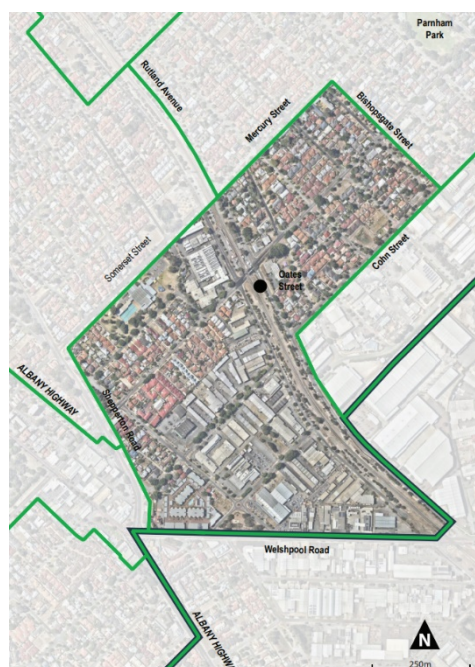 Parnham
Park
Rutland Avenue
Mercury Street
Bishopsgate Street
Somerset Street
Oates
Street
Cohn Street
ALBANY HIGHWAY
Shepperton Road
Welshpool Road
ALBANY HIGHWAY
N
250m